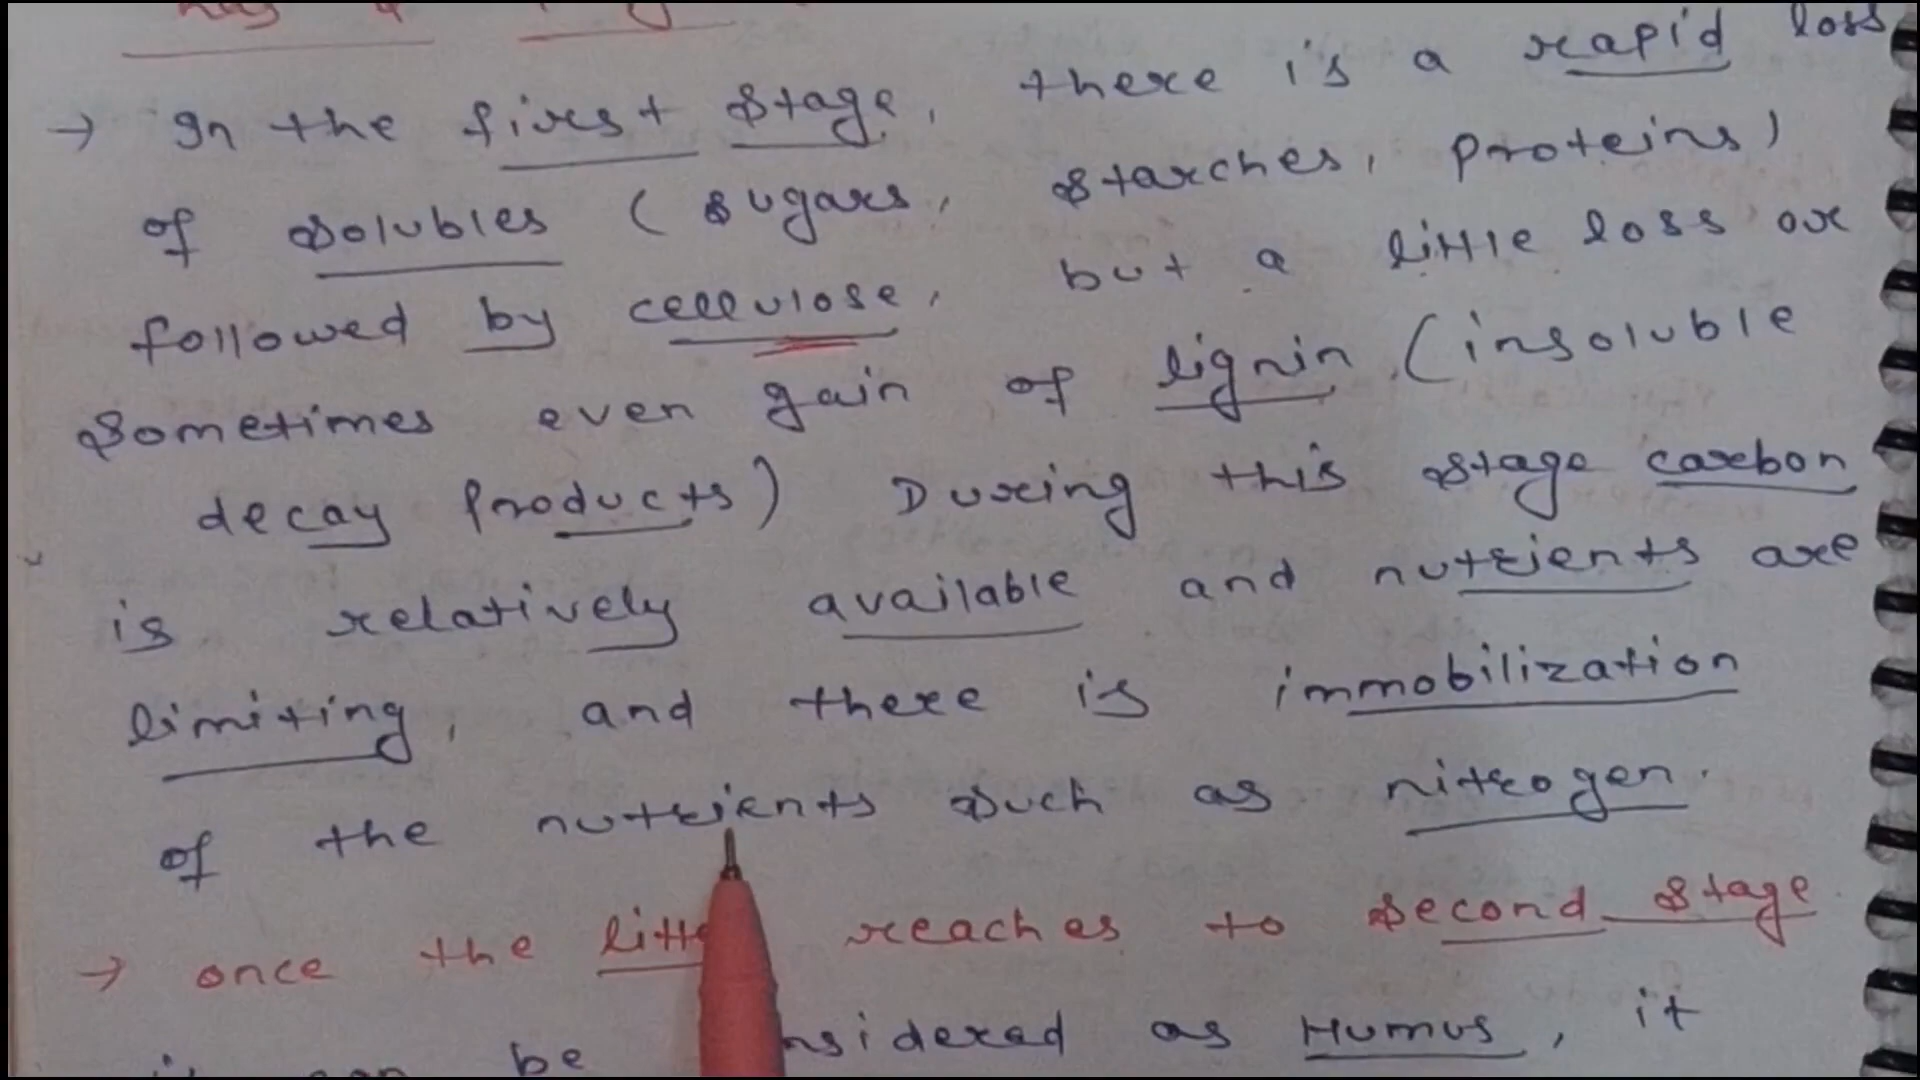 → In the first stage, there is a rapid loss
of solubles (sugars, starches, proteins)
followed by cellulose, but a little loss or
sometimes even gain of lignin (insoluble
decay products) During this stage carbon
is relatively available and nutrients are
limiting, and there is immobilization
of the nutrients such as nitrogen.
→ once the reaches to second stage
be as Humus, it